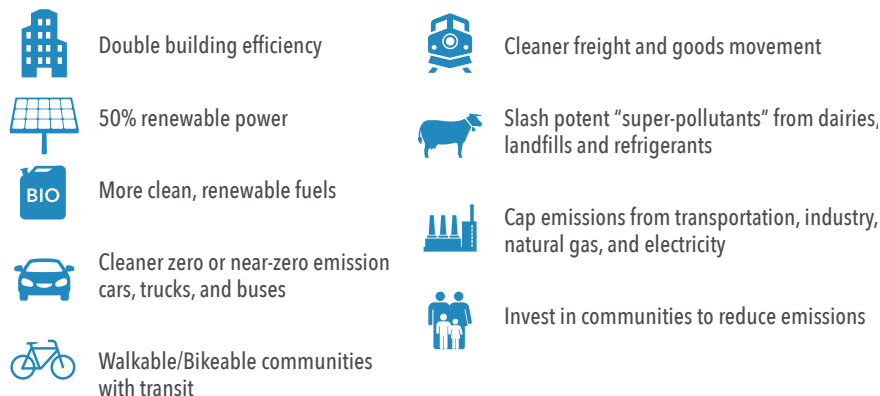 Double building efficiency
50% renewable power
BIO
More clean, renewable fuels
Cleaner zero or near-zero emission
cars, trucks, and buses
Walkable/Bikeable communities
with transit
Cleaner freight and goods movement
Slash potent “super-pollutants” from dairies,
landfills and refrigerants
Cap emissions from transportation, industry,
natural gas, and electricity
Invest in communities to reduce emissions